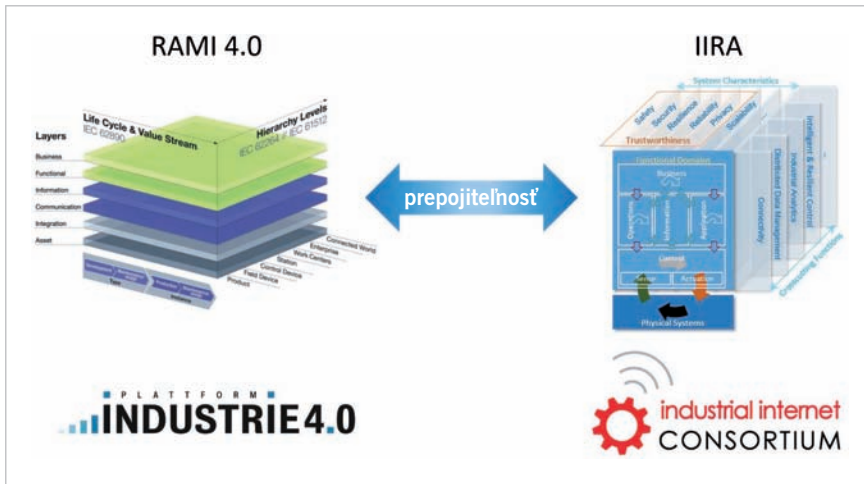 RAMI 4.0
IIRA
Life Cycle & Value Stream
IEC 62890
Hierarchy Levels
IEC 62264 // IEC 61512
Layers
Business
Functional
Information
Communication
Integration
Asset
Connected World
Enterprise
Work Centers
Station
Control Device
Field Device
Product
Development
Production
Type
Instance
prepojiteľnosť
System Characteristics
Safety
Security
Resilience
Reliability
Privacy
Scalability
Trustworthiness
Functional Domains
Business
Operations
Information
Application
Control
Sense
Actuation
Physical Systems
Connectivity
Distributed Data Management
Industrial Analytics
Intelligent & Resilient Control
Crosscutting Functions
PLATTFORM
INDUSTRIE4.0
industrial internet
CONSORTIUM